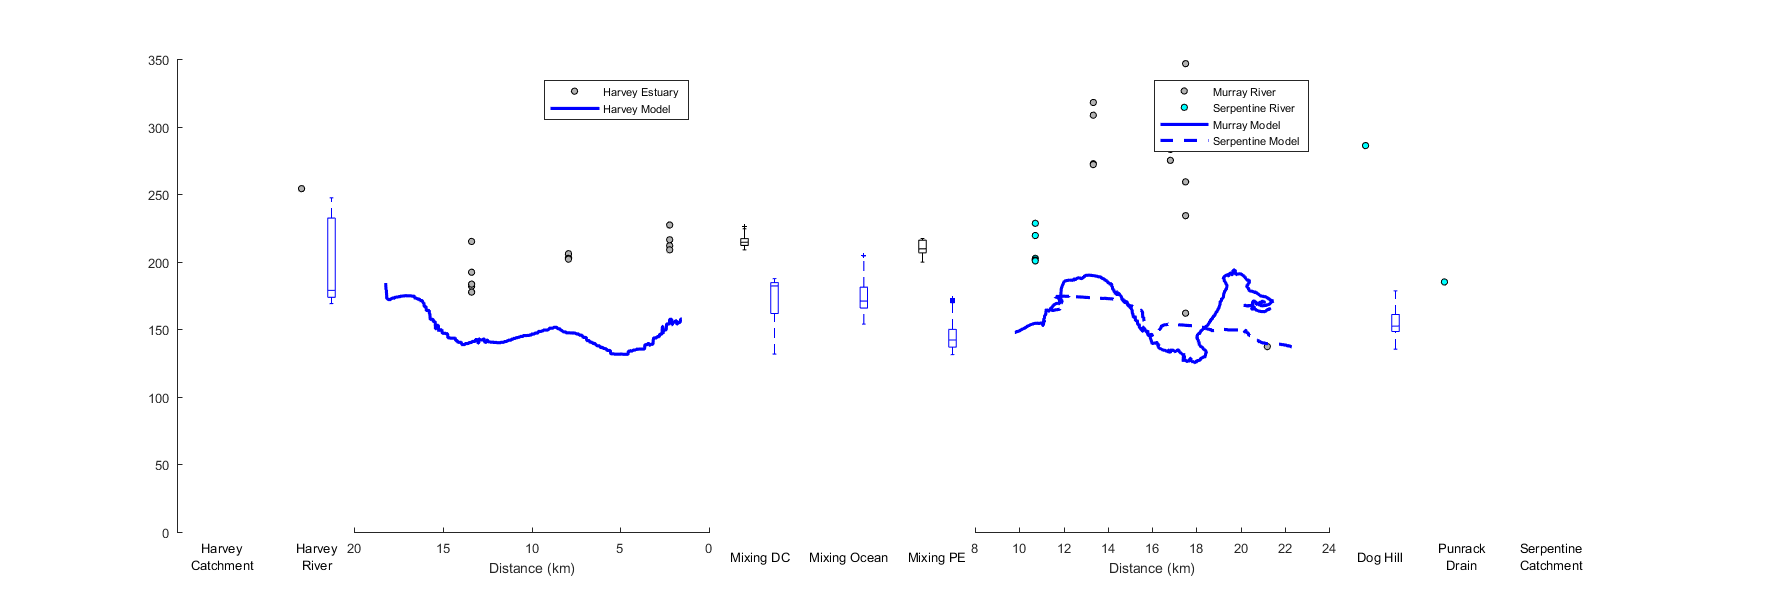 350
300
250
200
150
100
50
0
Harvey Estuary
Harvey Model
Murray River
Serpentine River
Murray Model
Serpentine Model
Harvey
Catchment
Harvey
River
20 15 10 5 0
Distance (km)
Mixing DC
Mixing Ocean
Mixing PE
8 10 12 14 16 18 20 22 24
Distance (km)
Dog Hill
Punrack
Drain
Serpentine
Catchment